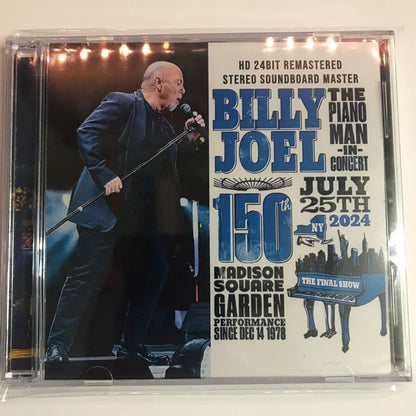 HD 24BIT REMASTERED
STEREO SOUNDBOARD MASTER
BILLY
JOEL
THE
PIANO
MAN
-IN-
CONCERT
JULY
25TH
NY 2024
150th
MADISON
SQUARE
GARDEN
PERFORMANCE
SINCE DEC 14 1978
THE FINAL SHOW